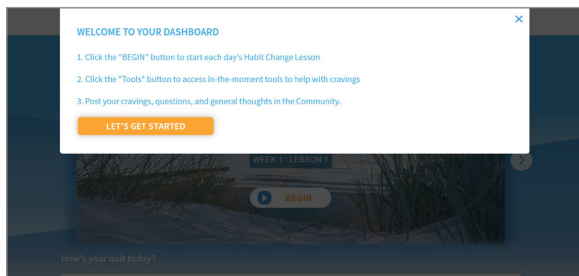 WELCOME TO YOUR DASHBOARD
1. Click the "BEGIN" button to start each day's Habit Change Lesson
2. Click the "Tools" button to access in-the-moment tools to help with cravings
3. Post your cravings, questions, and general thoughts in the Community.
LET'S GET STARTED
WEEK 1 : LESSON 1
BEGIN
How's your quit today?